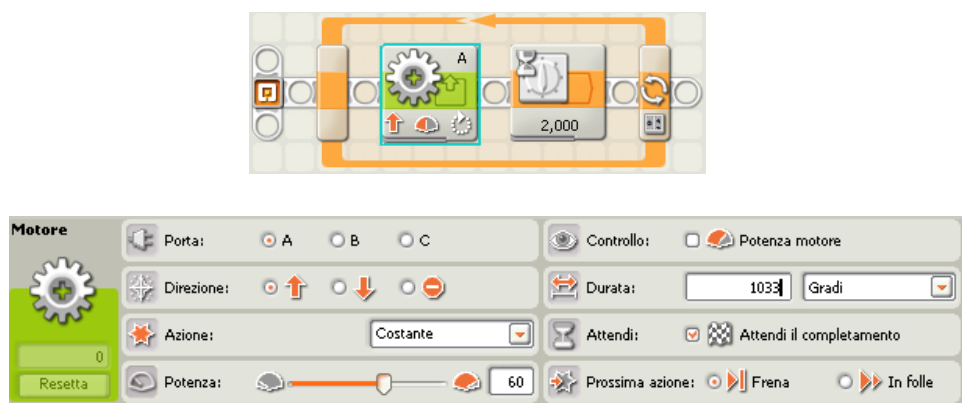 A
2,000
Motore
Porta: A B C
Controllo: Potenza motore
Direzione:
Durata: 1033 Gradi
Azione: Costante
Attendi: Attendi il completamento
0
Resetta
Potenza: 60
Prossima azione: Frena In folle